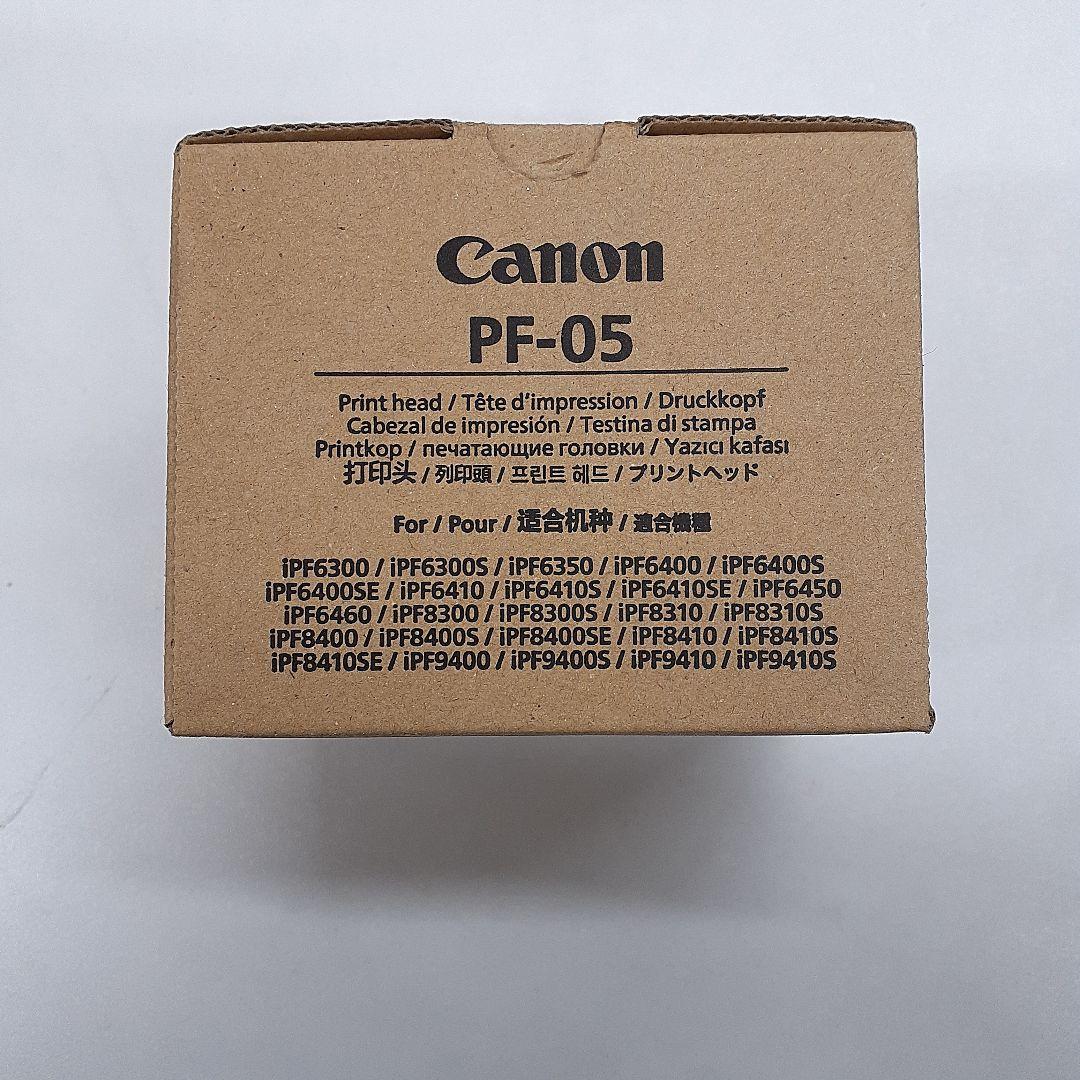 Canon
PF-05
Print head / Tête d'impression / Druckkopf
Cabezal de impresión / Testina di stampa
Printkop / печатающие головки / Yazıcı kafası
打印头 / 列印頭 / 프린트 헤드 / プリントヘッド
For / Pour / 适合机种 / 適合機種
iPF6300 / iPF6300S / iPF6350 / iPF6400 / iPF6400S
iPF6400SE / iPF6410 / iPF6410S / iPF6410SE / iPF6450
iPF6460 / iPF8300 / iPF8300S / iPF8310 / iPF8310S
iPF8400 / iPF8400S / iPF8400SE / iPF8410 / iPF8410S
iPF8410SE / iPF9400 / iPF9400S / iPF9410 / iPF9410S